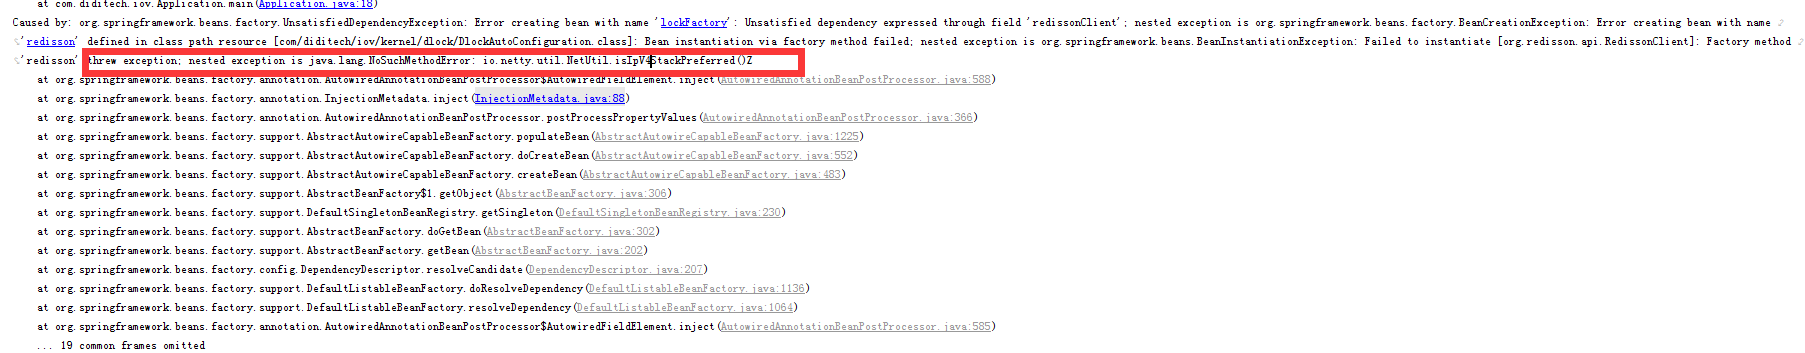 at com.diditech.iov.Application.main(Application.java:18)
Caused by: org.springframework.beans.factory.UnsatisfiedDependencyException: Error creating bean with name 'lockFactory': Unsatisfied dependency expressed through field 'redissonClient'; nested exception is org.springframework.beans.factory.BeanCreationException: Error creating bean with name
'redisson' defined in class path resource [com/diditech/iov/kernel/dlock/DlockAutoConfiguration.class]: Bean instantiation via factory method failed; nested exception is org.springframework.beans.BeanInstantiationException: Failed to instantiate [org.redisson.api.RedissonClient]: Factory method
'redisson' threw exception; nested exception is java.lang.NoSuchMethodError: io.netty.util.NetUtil.isIpV4StackPreferred()Z
at org.springframework.beans.factory.annotation.AutowiredAnnotationBeanPostProcessor$AutowiredFieldElement.inject(AutowiredAnnotationBeanPostProcessor.java:588)
at org.springframework.beans.factory.annotation.InjectionMetadata.inject(InjectionMetadata.java:88)
at org.springframework.beans.factory.annotation.AutowiredAnnotationBeanPostProcessor.postProcessPropertyValues(AutowiredAnnotationBeanPostProcessor.java:366)
at org.springframework.beans.factory.support.AbstractAutowireCapableBeanFactory.populateBean(AbstractAutowireCapableBeanFactory.java:1225)
at org.springframework.beans.factory.support.AbstractAutowireCapableBeanFactory.doCreateBean(AbstractAutowireCapableBeanFactory.java:552)
at org.springframework.beans.factory.support.AbstractAutowireCapableBeanFactory.createBean(AbstractAutowireCapableBeanFactory.java:483)
at org.springframework.beans.factory.support.AbstractBeanFactory$1.getObject(AbstractBeanFactory.java:306)
at org.springframework.beans.factory.support.DefaultSingletonBeanRegistry.getSingleton(DefaultSingletonBeanRegistry.java:230)
at org.springframework.beans.factory.support.AbstractBeanFactory.doGetBean(AbstractBeanFactory.java:302)
at org.springframework.beans.factory.support.AbstractBeanFactory.getBean(AbstractBeanFactory.java:202)
at org.springframework.beans.factory.config.DependencyDescriptor.resolveCandidate(DependencyDescriptor.java:207)
at org.springframework.beans.factory.support.DefaultListableBeanFactory.doResolveDependency(DefaultListableBeanFactory.java:1136)
at org.springframework.beans.factory.support.DefaultListableBeanFactory.resolveDependency(DefaultListableBeanFactory.java:1064)
at org.springframework.beans.factory.annotation.AutowiredAnnotationBeanPostProcessor$AutowiredFieldElement.inject(AutowiredAnnotationBeanPostProcessor.java:585)
... 19 common frames omitted